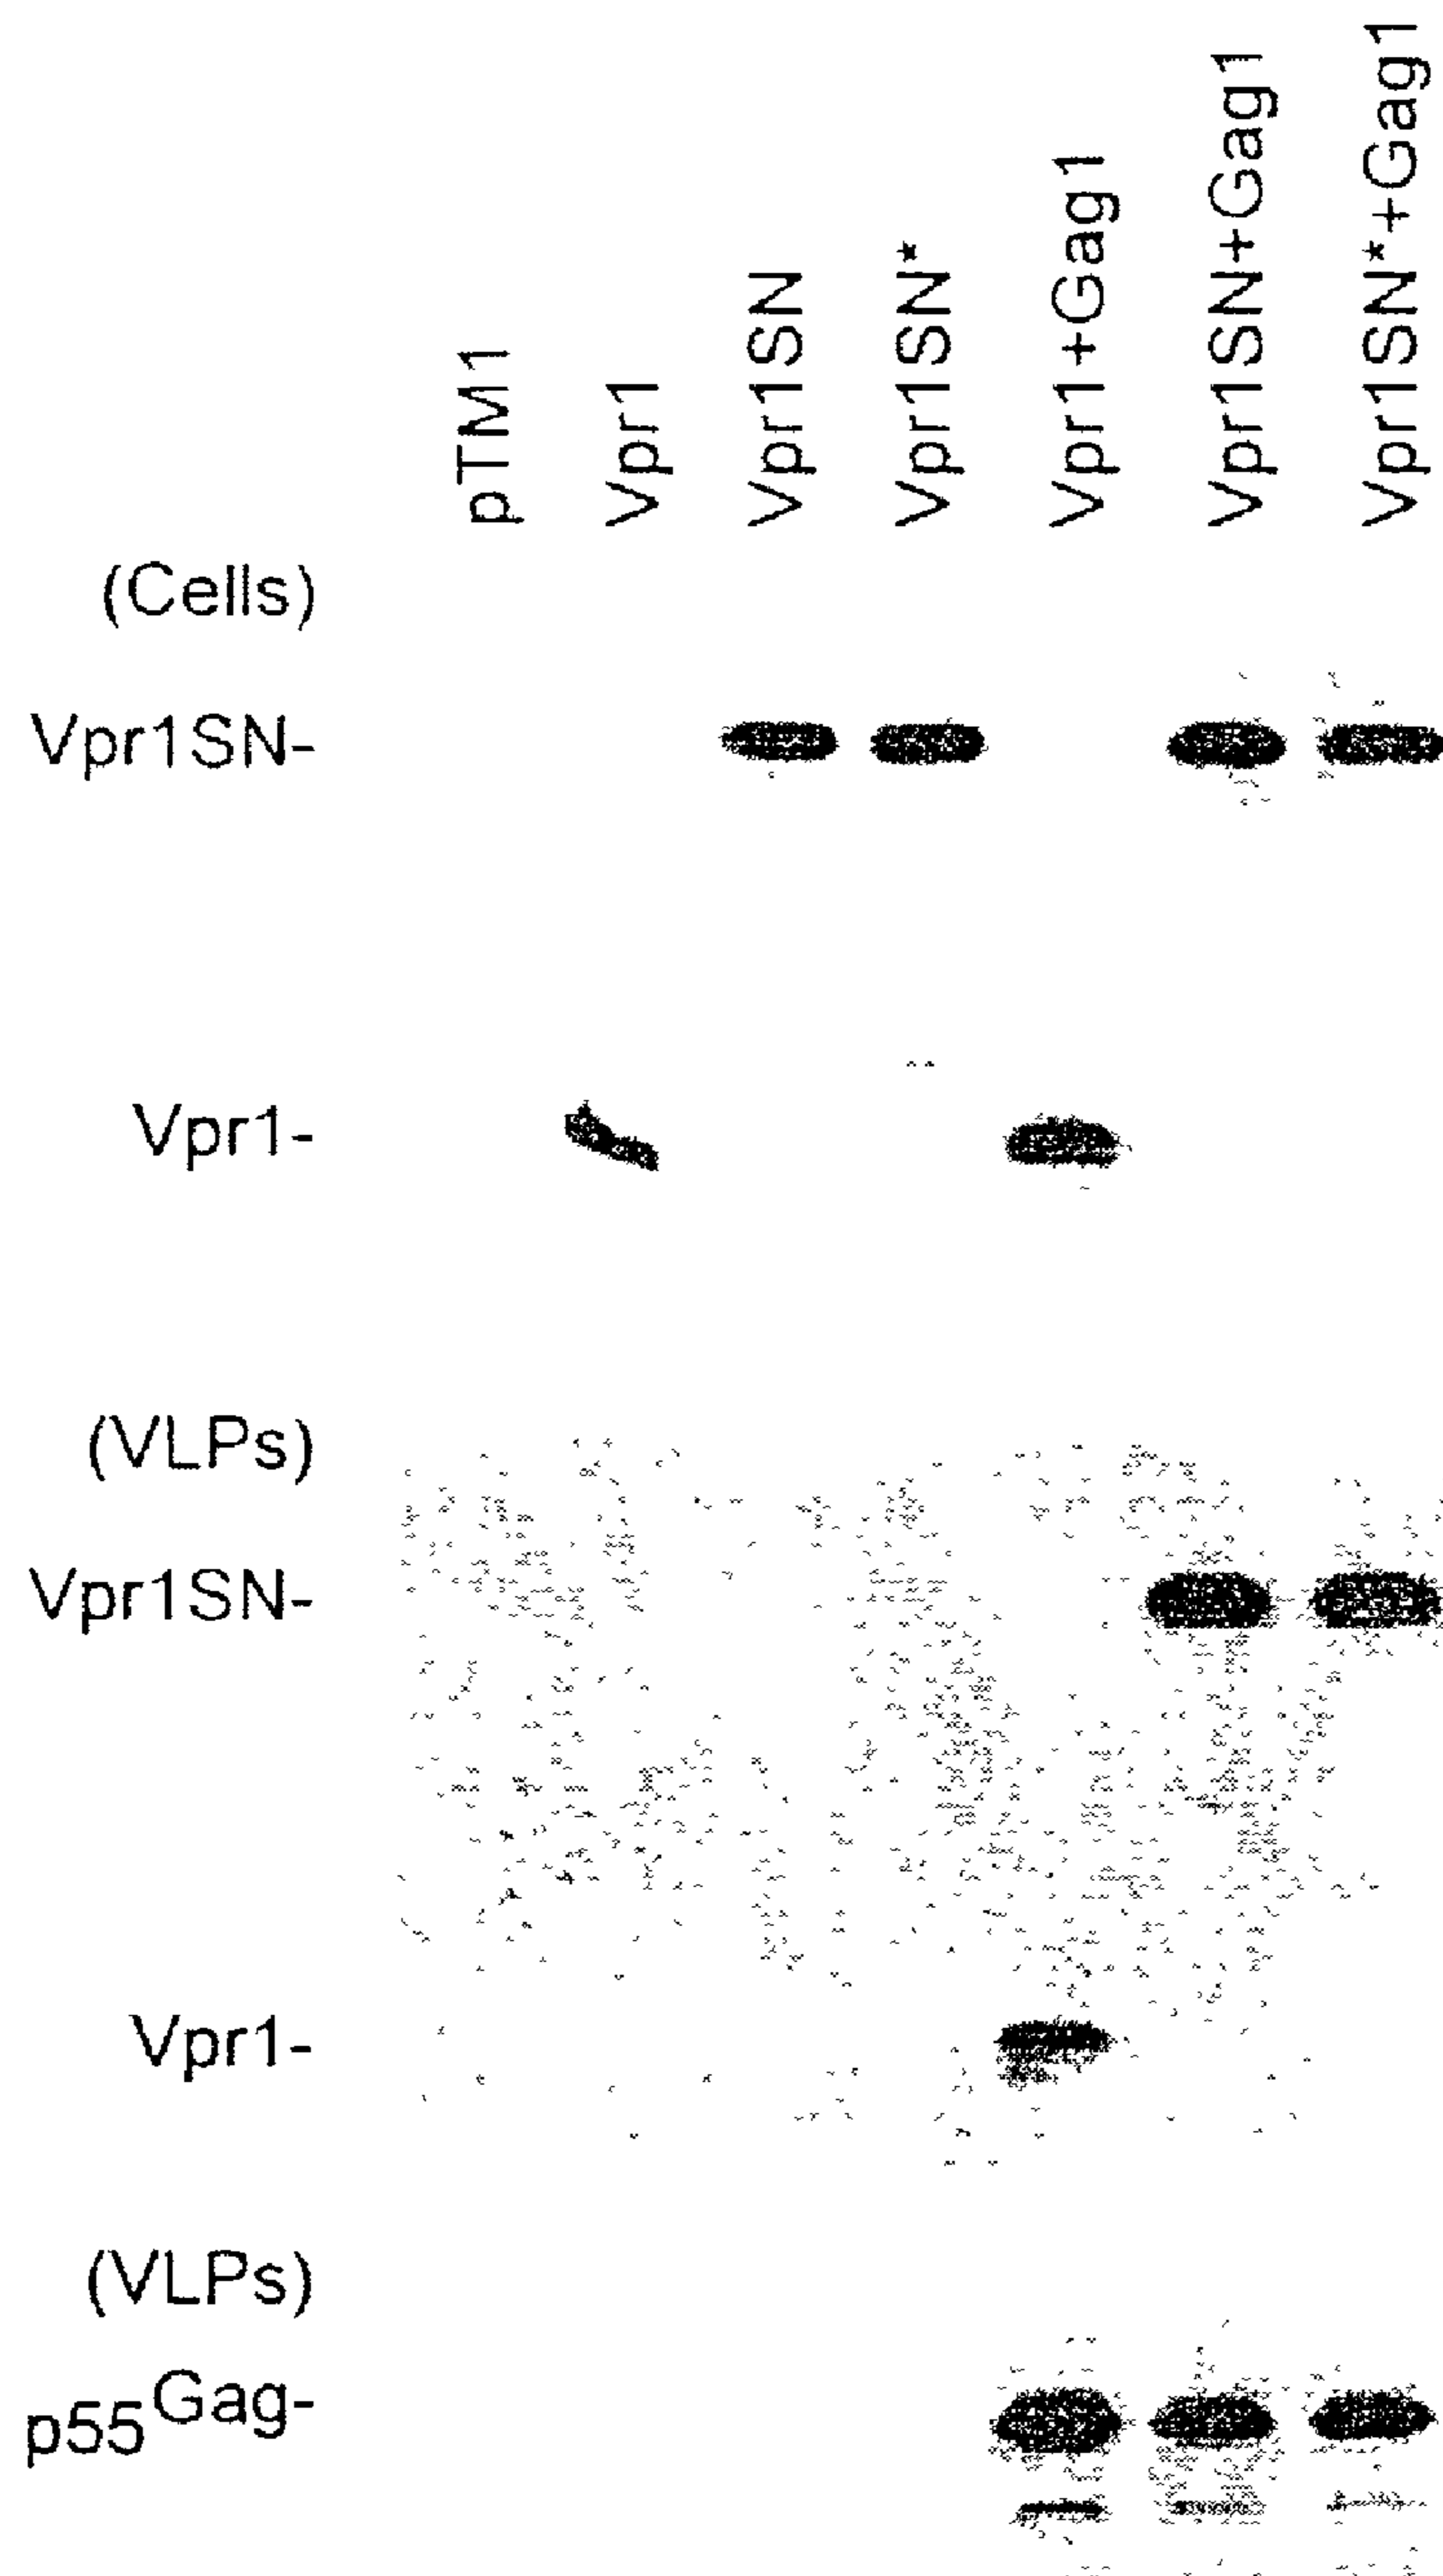 pTM1
Vpr1
Vpr1SN
Vpr1SN*
Vpr1+Gag1
Vpr1SN+Gag1
Vpr1SN*+Gag1
(Cells)
Vpr1SN-
Vpr1-
(VLPs)
Vpr1SN-
Vpr1-
(VLPs)
p55Gag-